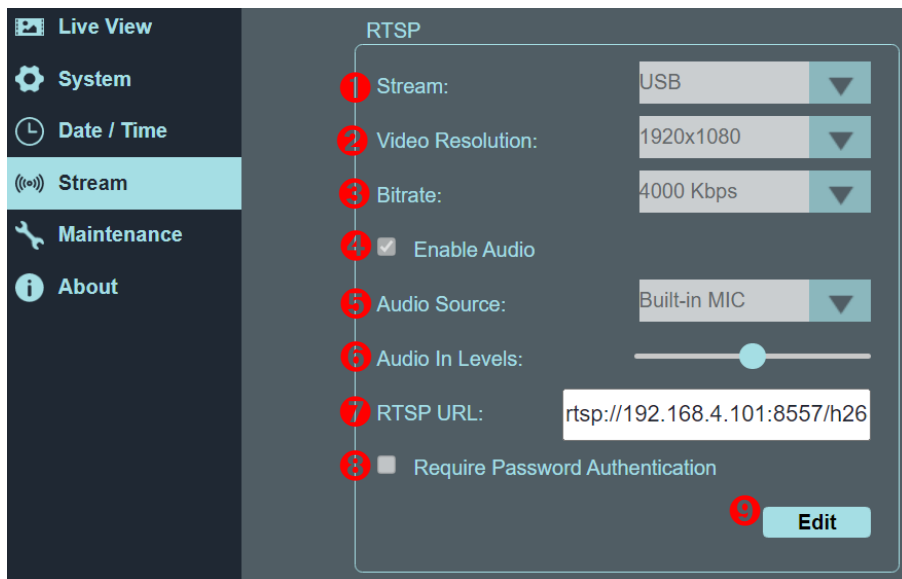 Live View
System
Date / Time
Stream
Maintenance
About
RTSP
1 Stream: USB
2 Video Resolution: 1920x1080
3 Bitrate: 4000 Kbps
4 Enable Audio
5 Audio Source: Built-in MIC
6 Audio In Levels:
7 RTSP URL: rtsp://192.168.4.101:8557/h26
8 Require Password Authentication
9 Edit